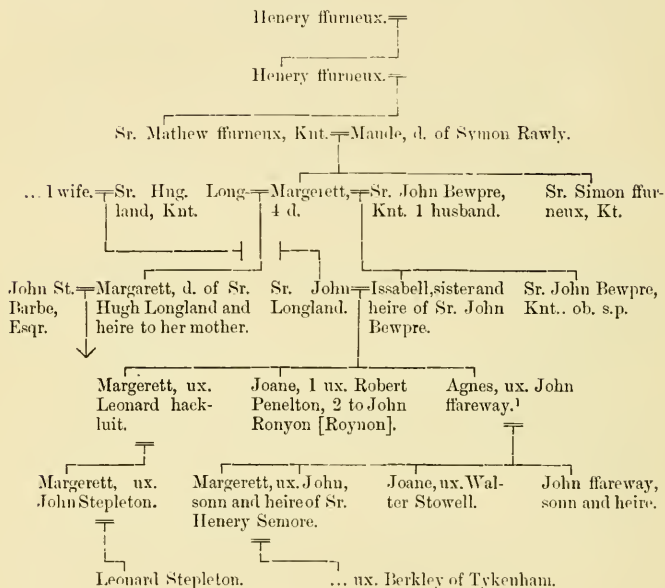 Henery ffurneux.
Henery ffurneux.
Sr. Mathew ffurneux, Knt. Maude, d. of Symon Rawly.
... 1 wife. Sr. Hng. Long-
land, Knt.
Margerett,
4 d.
Sr. John Bewpre,
Knt. 1 husband.
Sr. Simon ffur-
neux, Kt.
John St.
Barbe,
Esqr.
Margarett, d. of Sr.
Hugh Longland and
heire to her mother.
Sr. John
Longland.
Issabell, sister and
heire of Sr. John
Bewpre.
Sr. John Bewpre,
Knt.. ob. s.p.
Margerett, ux.
Leonard hack-
luit.
Joane, 1 ux. Robert
Penelton, 2 to John
Ronyon [Roynon].
Agnes, ux. John
ffareway.¹
Margerett, ux.
John Stepleton.
Margerett, ux. John,
sonn and heire of Sr.
Henery Semore.
Joane, ux. Wal-
ter Stowell.
John ffareway,
sonn and heire.
Leonard Stepleton.
... ux. Berkley of Tykenham.